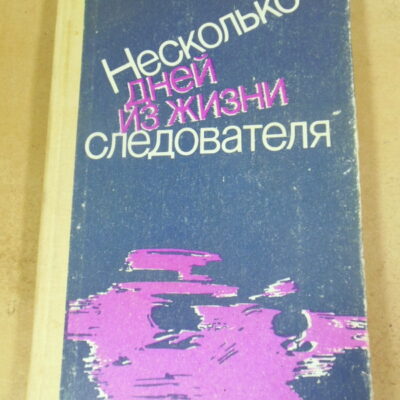 Несколько
дней
из жизни
следователя